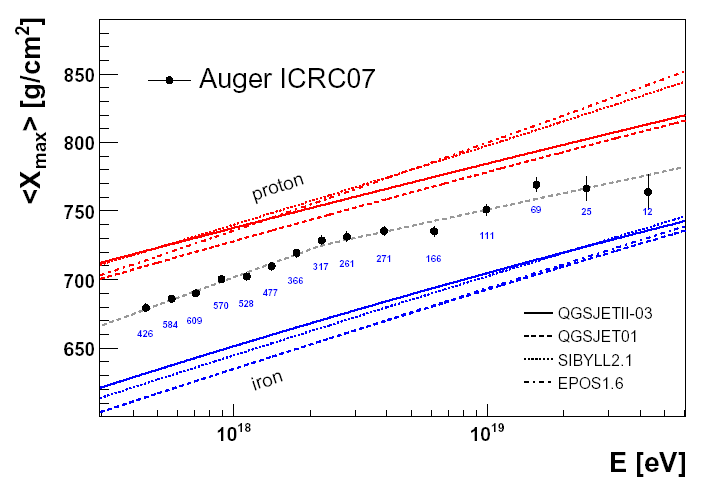 <Xmax> [g/cm2]
850
800
750
700
650
Auger ICRC07
proton
iron
426
584
609
570
528
477
366
317
261
271
166
111
69
25
12
QGSJETII-03
QGSJET01
SIBYLL2.1
EPOS1.6
10^18
10^19
E [eV]